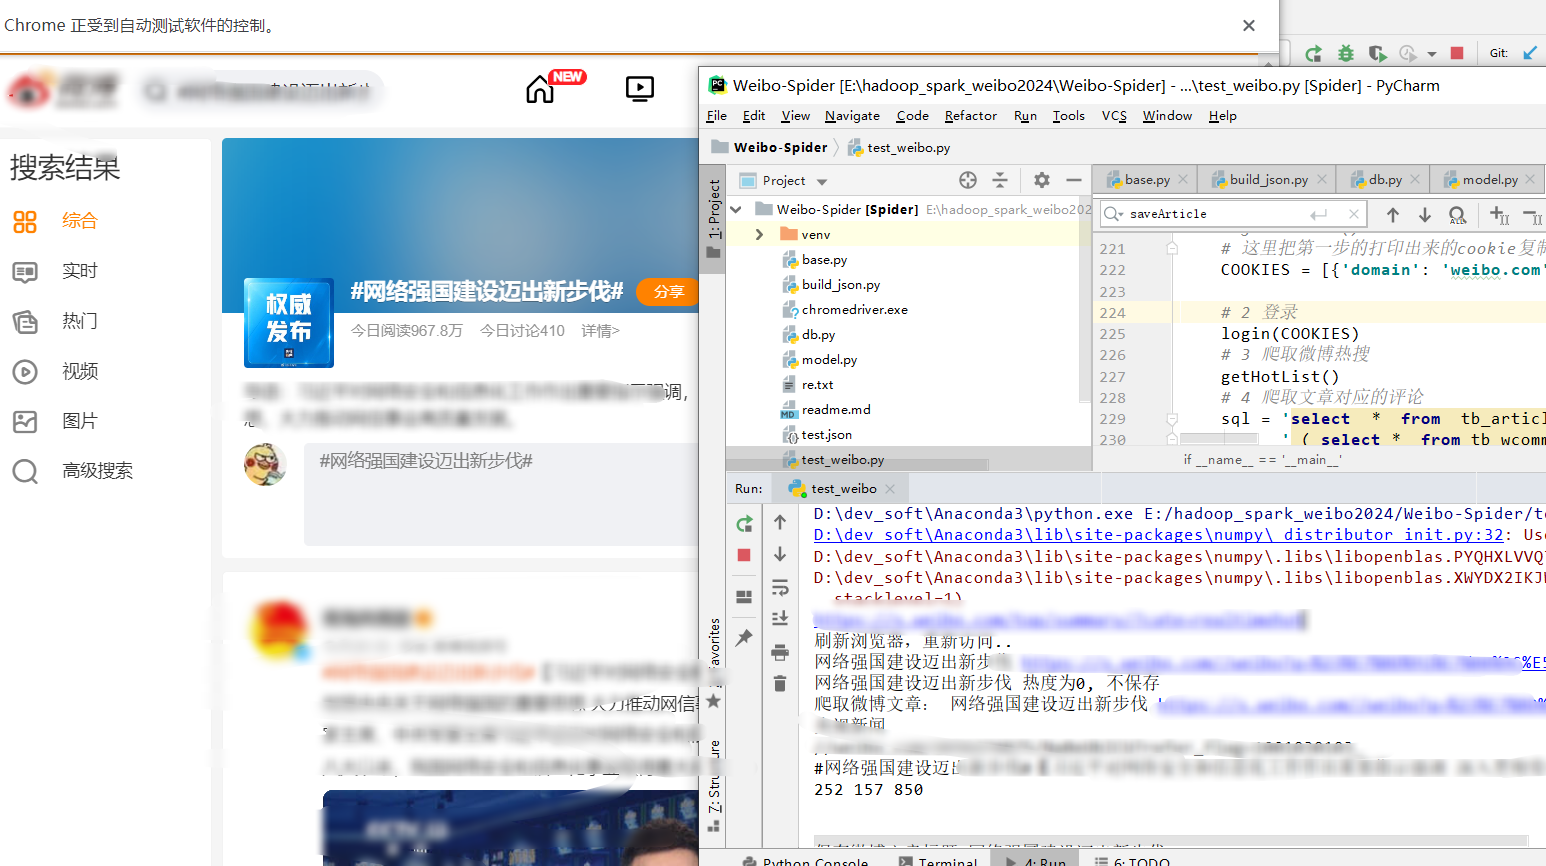 Chrome 正受到自动测试软件的控制。
NEW
搜索结果
综合
实时
热门
视频
图片
高级搜索
权威
发布
#网络强国建设迈出新步伐#
分享
今日阅读967.8万 今日讨论410 详情>
#网络强国建设迈出新步伐#
大力推动网信
Git:
Weibo-Spider [E:\hadoop_spark_weibo2024\Weibo-Spider] - ...\test_weibo.py [Spider] - PyCharm
File Edit View Navigate Code Refactor Run Tools VCS Window Help
Weibo-Spider test_weibo.py
1: Project
Project
base.py build_json.py db.py model.py
Weibo-Spider [Spider] E:\hadoop_spark_weibo202
venv
base.py
build_json.py
chromedriver.exe
db.py
model.py
re.txt
readme.md
test.json
test_weibo.py
saveArticle
221 # 这里把第一步的打印出来的cookie复制
222 COOKIES = [{'domain': 'weibo.com'
223
224 # 2 登录
225 login(COOKIES)
226 # 3 爬取微博热搜
227 getHotList()
228 # 4 爬取文章对应的评论
229 sql = 'select * from tb_articl
230 ' ( select * from tb_wcomm
if __name__ == '__main__'
Run: test_weibo
D:\dev_soft\Anaconda3\python.exe E:/hadoop_spark_weibo2024/Weibo-Spider/te
D:\dev_soft\Anaconda3\lib\site-packages\numpy\_distributor_init.py:32: Use
D:\dev_soft\Anaconda3\lib\site-packages\numpy\.libs\libopenblas.PYQHXLVVQ7
D:\dev_soft\Anaconda3\lib\site-packages\numpy\.libs\libopenblas.XWYDX2IKJW
stacklevel=1)
刷新浏览器，重新访问..
网络强国建设迈出新步伐
网络强国建设迈出新步伐 热度为0, 不保存
爬取微博文章： 网络强国建设迈出新步伐
#网络强国建设迈出
252 157 850
Favorites
7: Structure
Python Console Terminal 4: Run 6: TODO